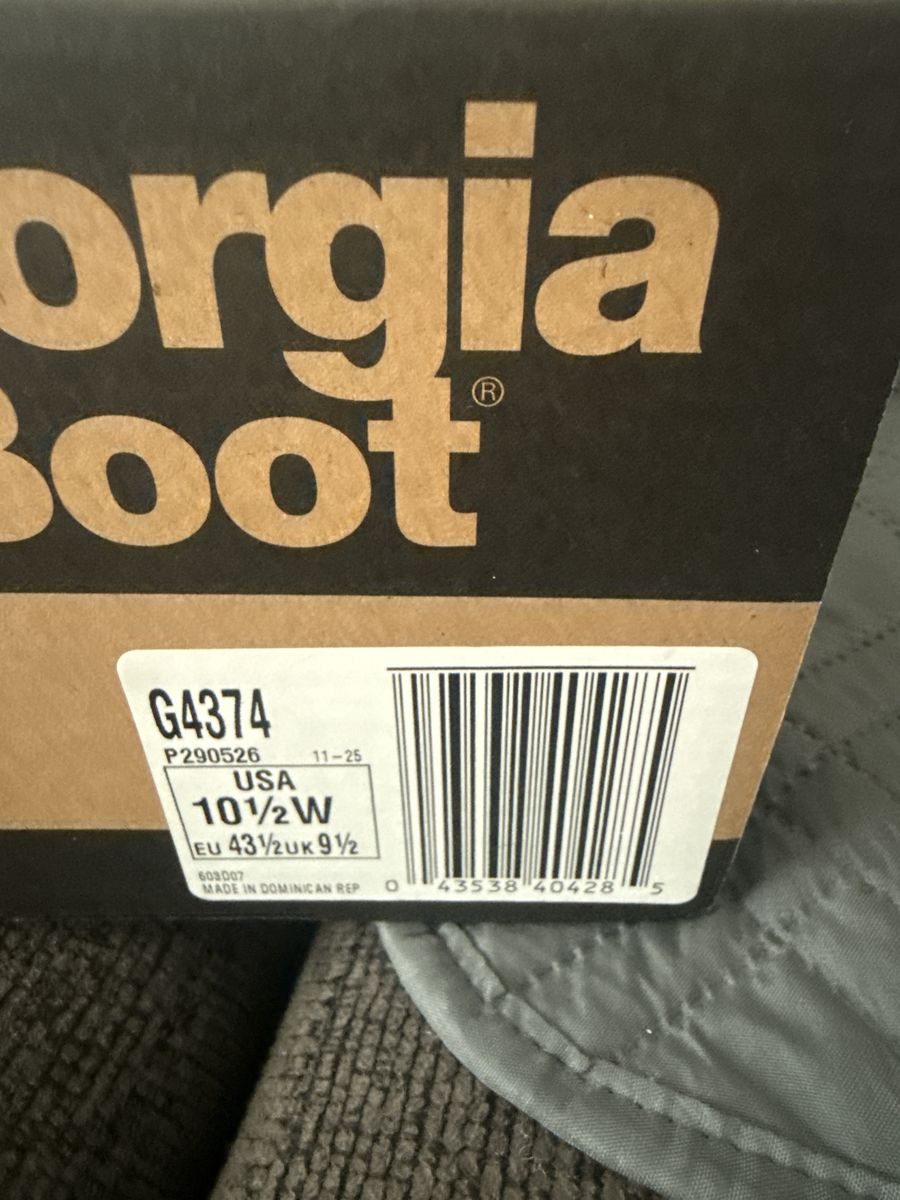 orgia
Boot®
G4374
P290526 11-25
USA
10½W
EU 43½ UK 9½
603D07
MADE IN DOMINICAN REP
0 43538 40428 5